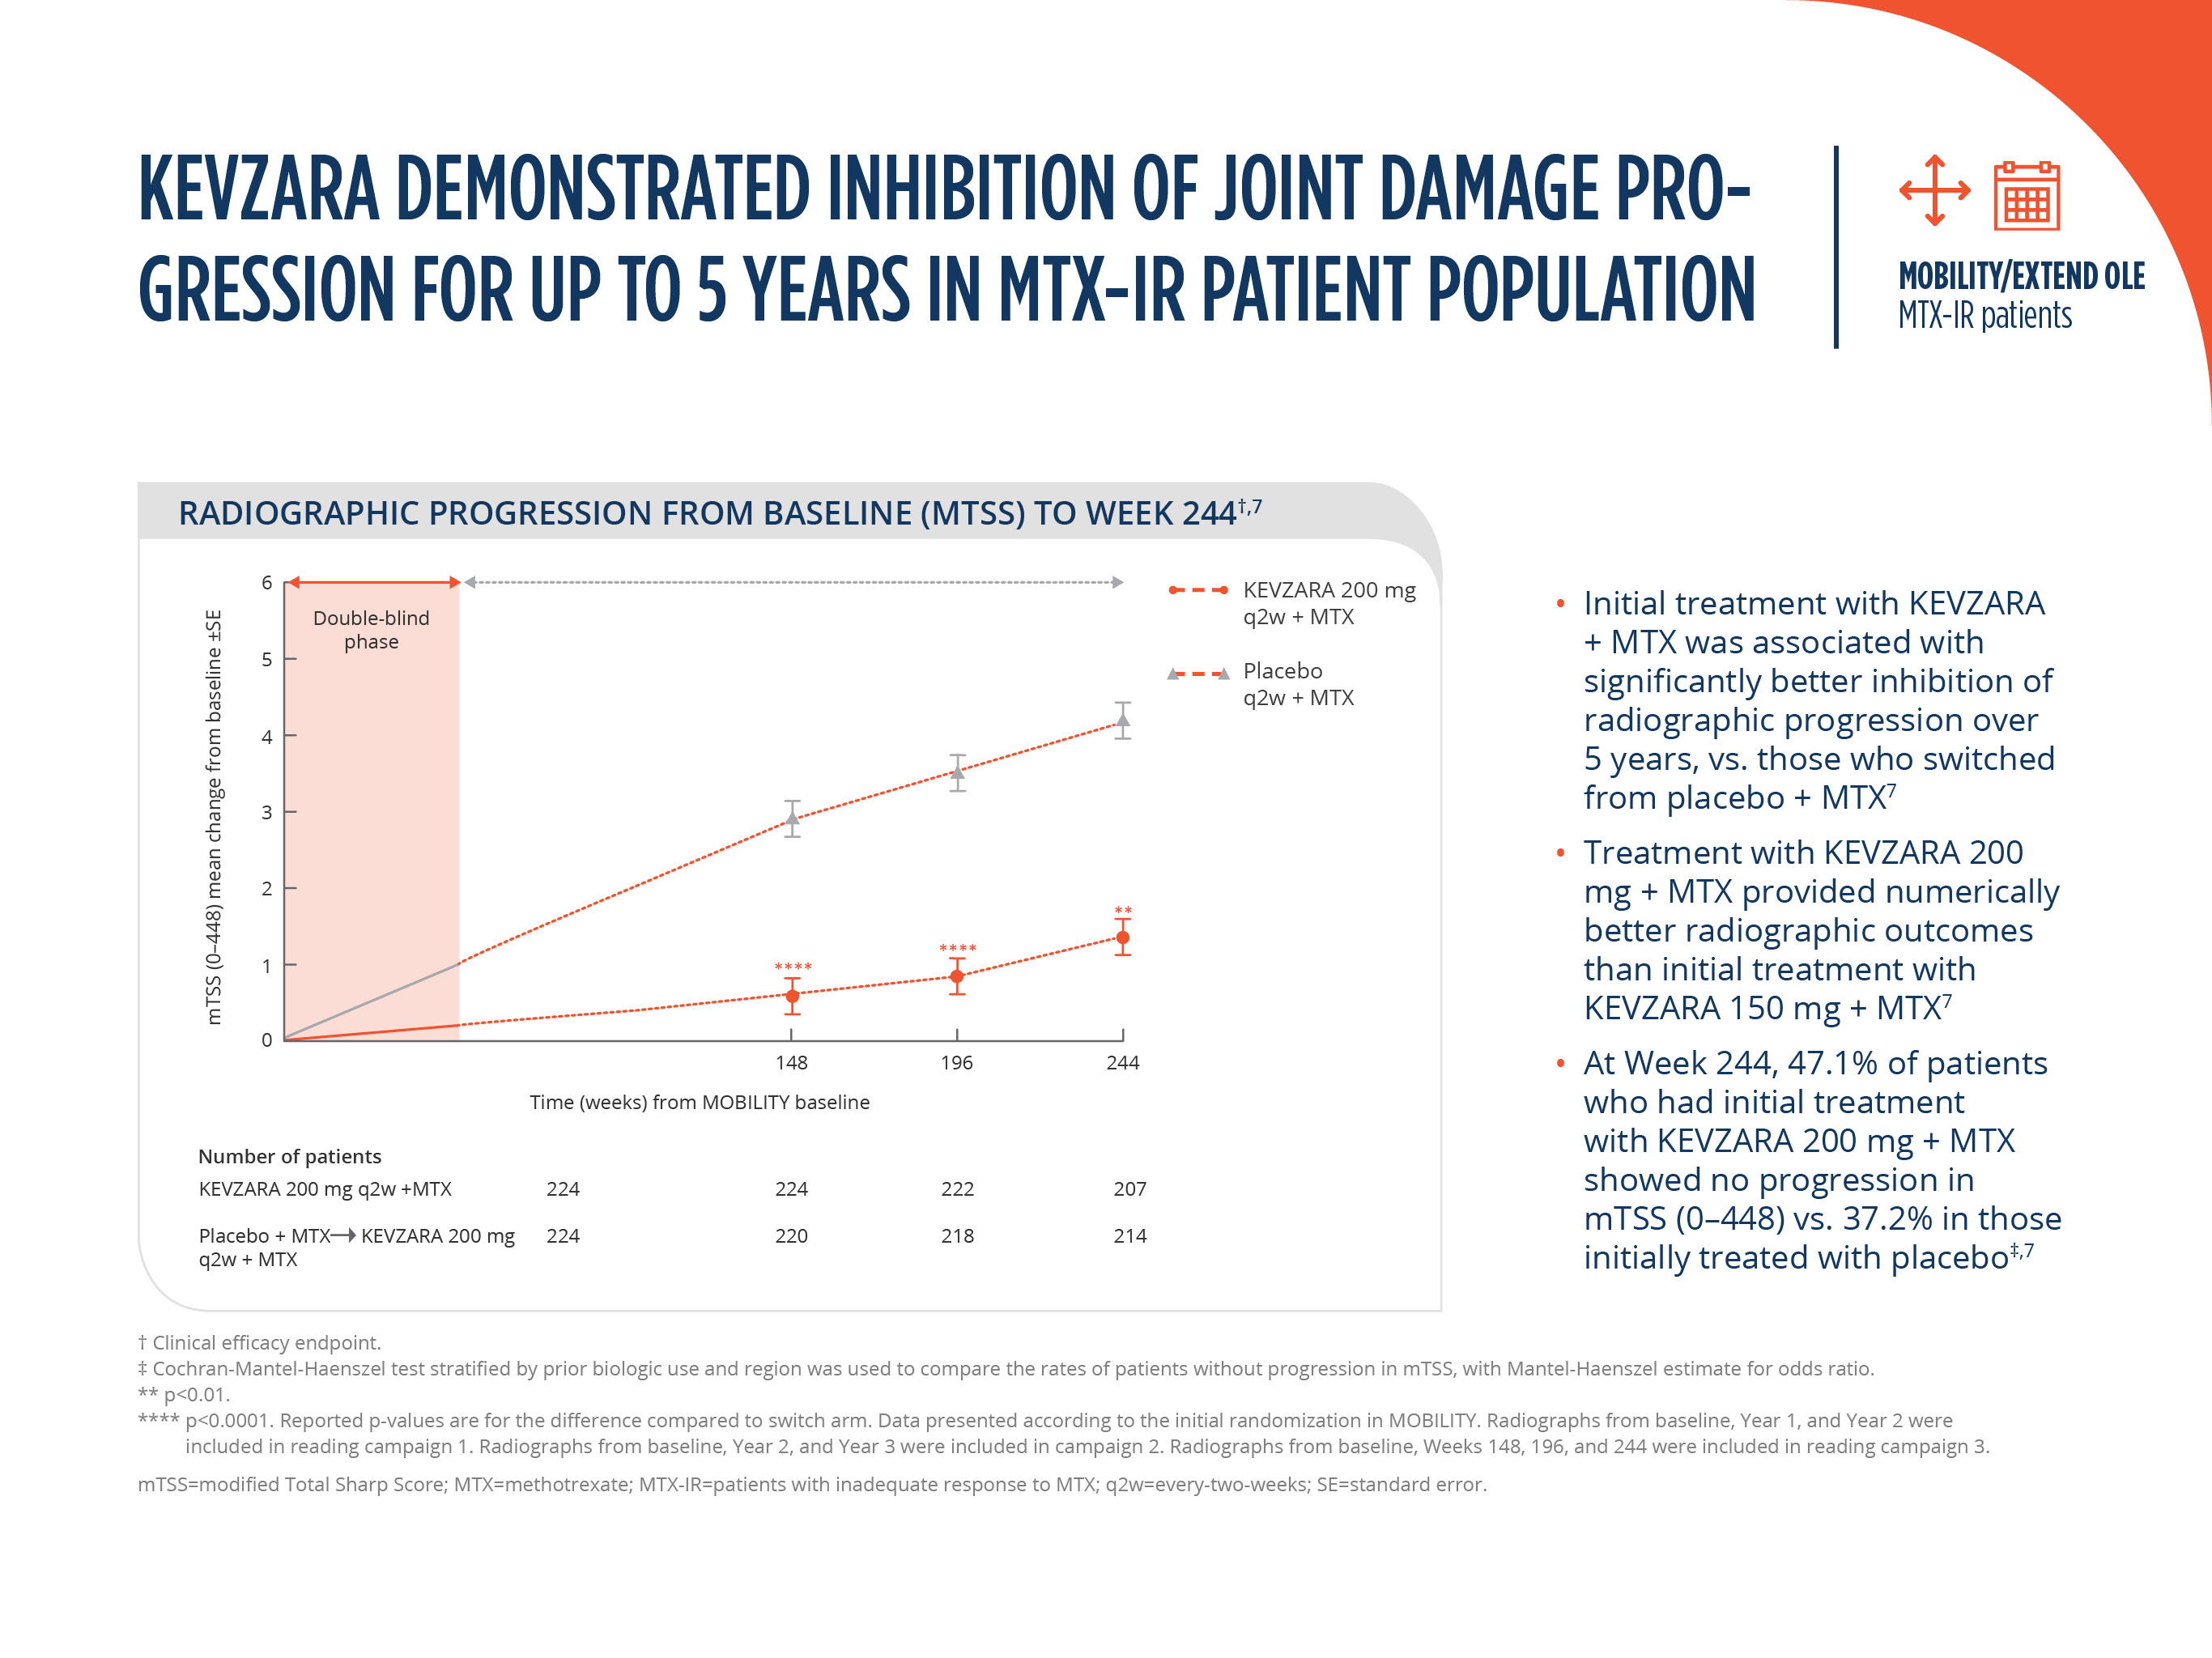 KEVZARA DEMONSTRATED INHIBITION OF JOINT DAMAGE PRO-
GRESSION FOR UP TO 5 YEARS IN MTX-IR PATIENT POPULATION
MOBILITY/EXTEND OLE
MTX-IR patients
RADIOGRAPHIC PROGRESSION FROM BASELINE (MTSS) TO WEEK 244†,7
mTSS (0–448) mean change from baseline ±SE
6
5
4
3
2
1
0
Double-blind
phase
KEVZARA 200 mg
q2w + MTX
Placebo
q2w + MTX
****
****
**
148 196 244
Time (weeks) from MOBILITY baseline
Number of patients
KEVZARA 200 mg q2w +MTX 224 224 222 207
Placebo + MTX→KEVZARA 200 mg 224 220 218 214
q2w + MTX
• Initial treatment with KEVZARA
+ MTX was associated with
significantly better inhibition of
radiographic progression over
5 years, vs. those who switched
from placebo + MTX7
• Treatment with KEVZARA 200
mg + MTX provided numerically
better radiographic outcomes
than initial treatment with
KEVZARA 150 mg + MTX7
• At Week 244, 47.1% of patients
who had initial treatment
with KEVZARA 200 mg + MTX
showed no progression in
mTSS (0–448) vs. 37.2% in those
initially treated with placebo‡,7
† Clinical efficacy endpoint.
‡ Cochran-Mantel-Haenszel test stratified by prior biologic use and region was used to compare the rates of patients without progression in mTSS, with Mantel-Haenszel estimate for odds ratio.
** p<0.01.
**** p<0.0001. Reported p-values are for the difference compared to switch arm. Data presented according to the initial randomization in MOBILITY. Radiographs from baseline, Year 1, and Year 2 were
included in reading campaign 1. Radiographs from baseline, Year 2, and Year 3 were included in campaign 2. Radiographs from baseline, Weeks 148, 196, and 244 were included in reading campaign 3.
mTSS=modified Total Sharp Score; MTX=methotrexate; MTX-IR=patients with inadequate response to MTX; q2w=every-two-weeks; SE=standard error.